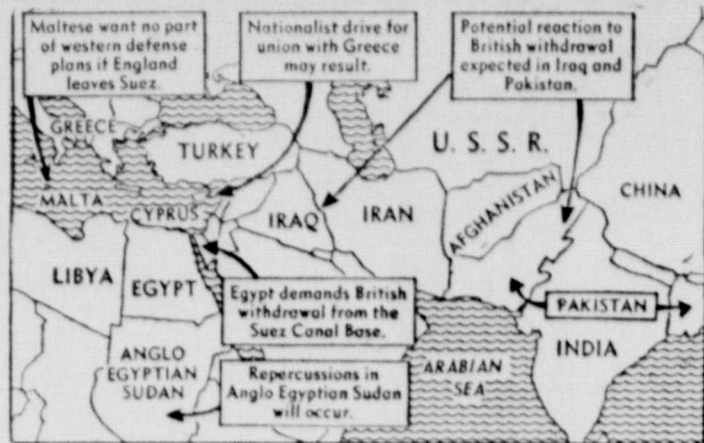 Maltese want no part
of western defense
plans if England
leaves Suez.
Nationalist drive for
union with Greece
may result.
Potential reaction to
British withdrawal
expected in Iraq and
Pakistan.
GREECE
TURKEY
U. S. S. R.
MALTA
CYPRUS
IRAQ
IRAN
AFGHANISTAN
CHINA
LIBYA
EGYPT
Egypt demands British
withdrawal from the
Suez Canal Base.
PAKISTAN
INDIA
ANGLO
EGYPTIAN
SUDAN
Repercussions in
Anglo Egyptian Sudan
will occur.
ARABIAN
SEA